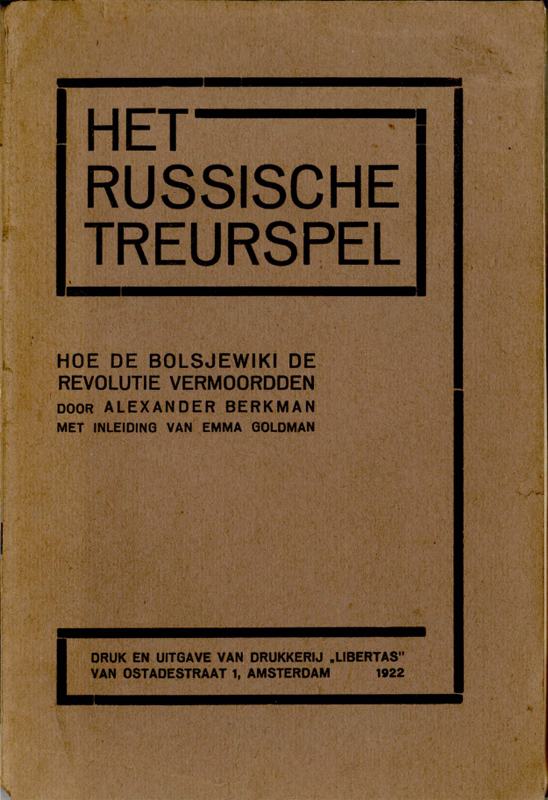 HET
RUSSISCHE
TREURSPEL
HOE DE BOLSJEWIKI DE
REVOLUTIE VERMOORDDEN
DOOR ALEXANDER BERKMAN
MET INLEIDING VAN EMMA GOLDMAN
DRUK EN UITGAVE VAN DRUKKERIJ „LIBERTAS"
VAN OSTADESTRAAT 1, AMSTERDAM 1922